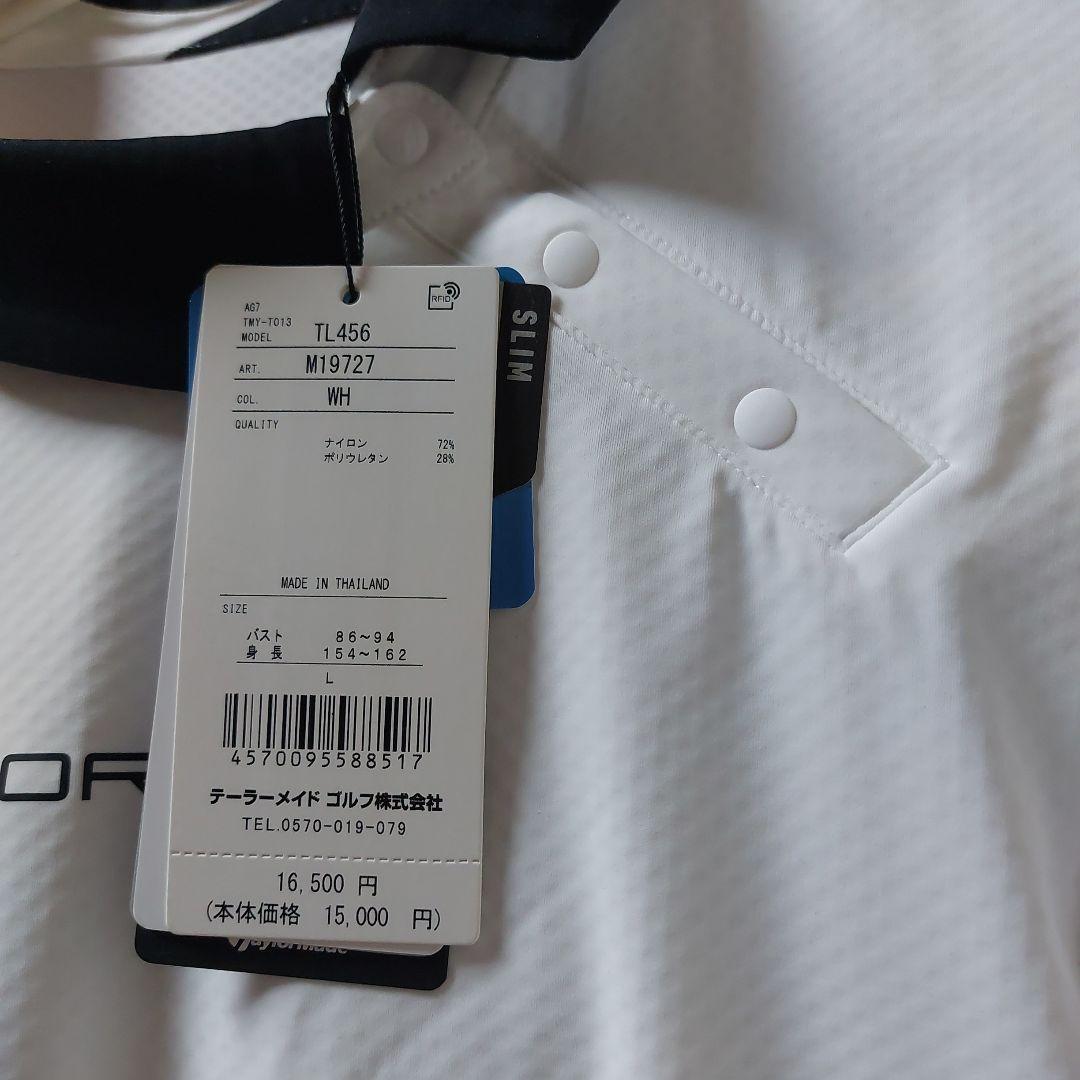 RFID
AG7
TMY-T013
MODEL TL456
ART. M19727
COL. WH
QUALITY
ナイロン 72%
ポリウレタン 28%
MADE IN THAILAND
SIZE
バスト 86~94
身 長 154~162
L
4570095588517
テーラーメイド ゴルフ株式会社
TEL.0570-019-079
16,500 円
(本体価格 15,000 円)
SLIM
OR
TaylorMade